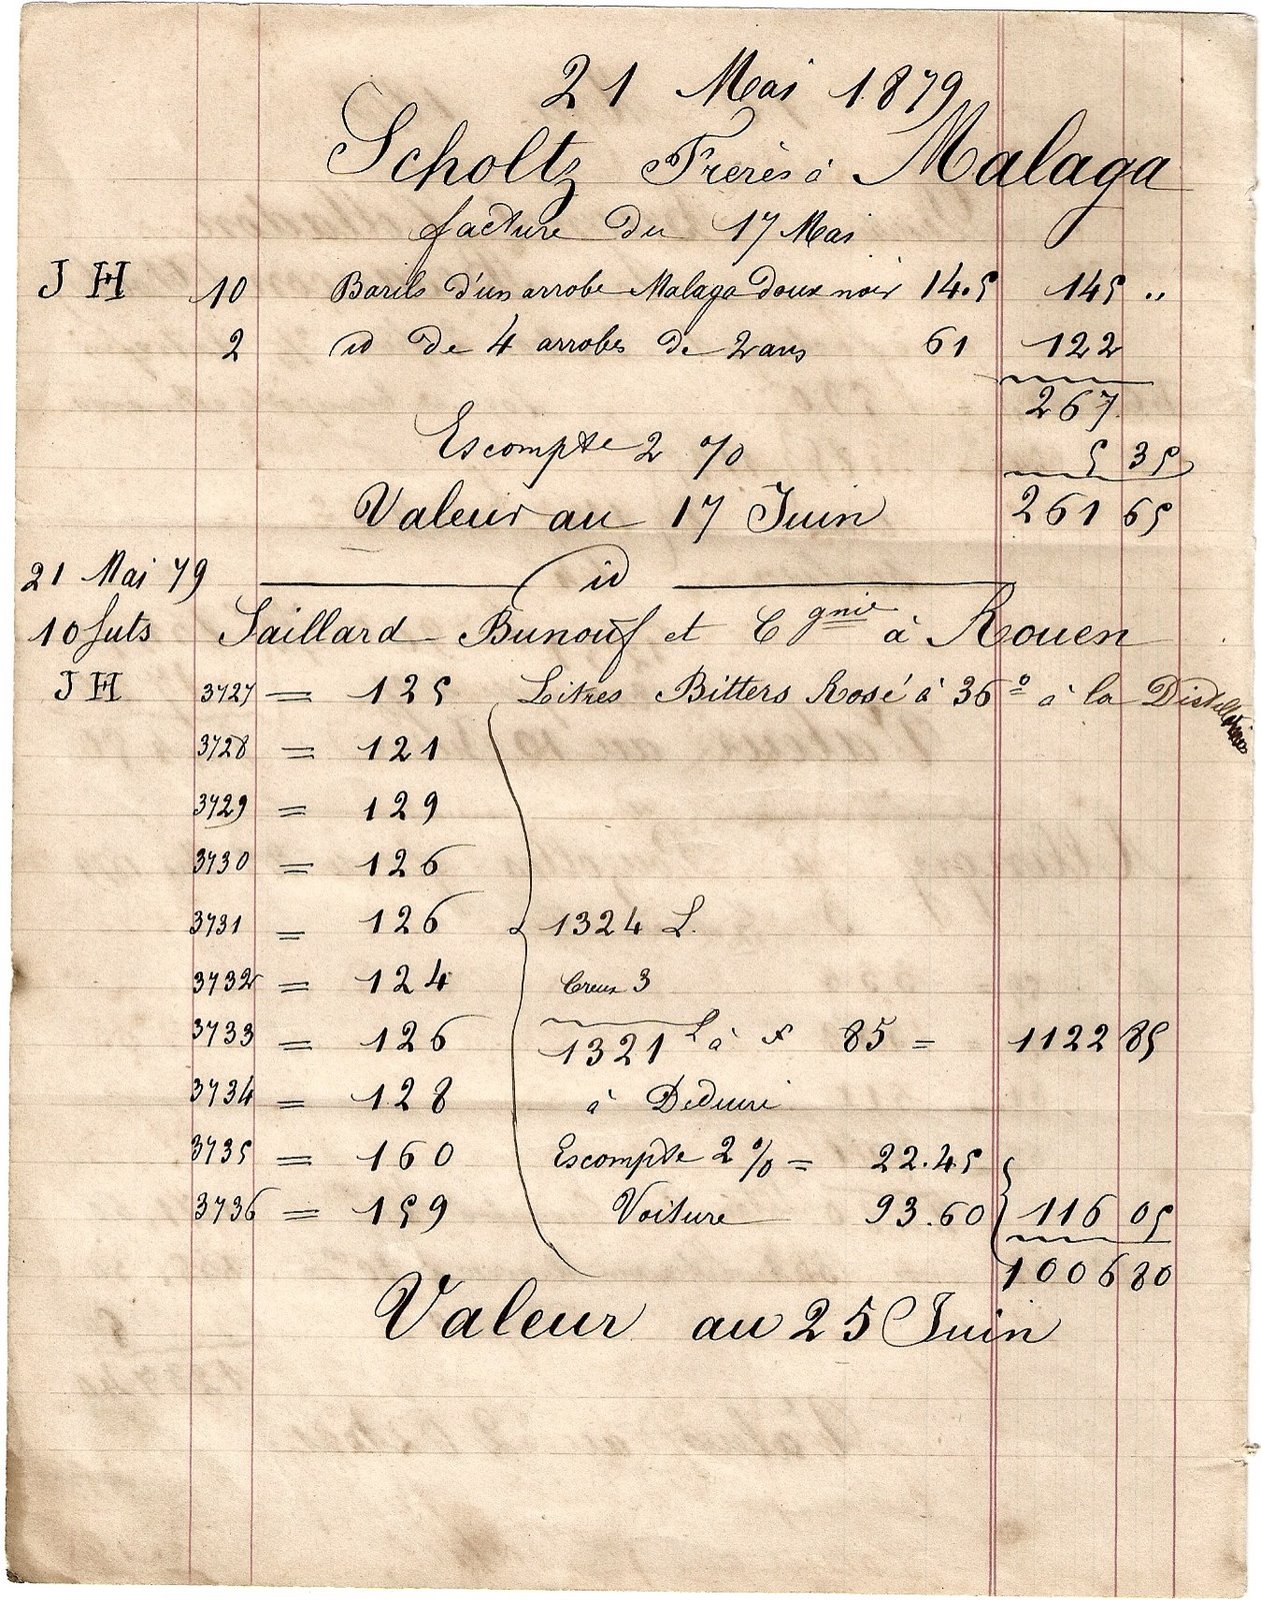 21 Mai 1879
Scholtz Frères à Malaga
facture du 17 Mai
JH 10 Barils d'un arrobe Malaga doux noir 14.5 145 "
2 id de 4 arrobes de 2 ans 61 122
267
Escompte 2 % 5 35
Valeur au 17 Juin 261 65
21 Mai 79 id
10 futs Saillard - Bunouf et Cgnie à Rouen
JH 3727 = 125 Litres Bitters Rosé à 36º à la
3728 = 121
3729 = 129
3730 = 126
3731 = 126 1324 L.
3732 = 124 Creux 3
3733 = 126 1321 L à 85 = 1122 85
3734 = 128 à Déduire
3735 = 160 Escompte 2 % = 22.45
3736 = 159 Voiture 93.60 116 05
1006 80
Valeur au 25 Juin